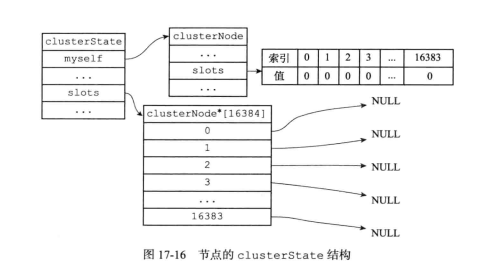 clusterState
myself
...
slots
...
clusterNode
...
slots
...
索引 0 1 2 3 ... 16383
值 0 0 0 0 ... 0
clusterNode*[16384]
0
1
2
3
...
16383
NULL
NULL
NULL
NULL
NULL
图 17-16 节点的 clusterState 结构